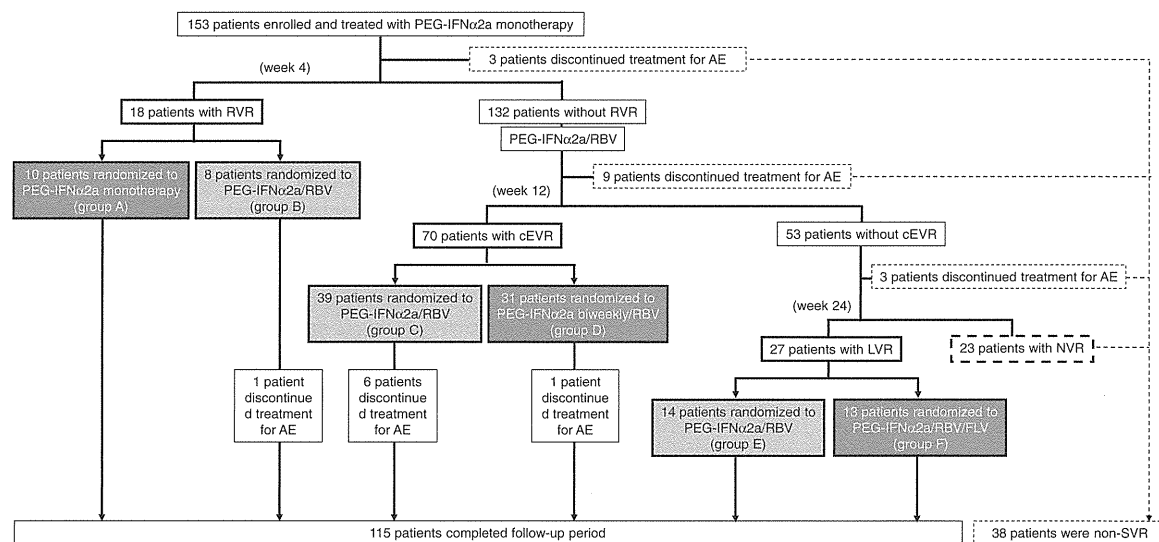 153 patients enrolled and treated with PEG-IFNα2a monotherapy
3 patients discontinued treatment for AE
(week 4)
18 patients with RVR
132 patients without RVR
PEG-IFNα2a/RBV
10 patients randomized to
PEG-IFNα2a monotherapy
(group A)
8 patients randomized to
PEG-IFNα2a/RBV
(group B)
9 patients discontinued treatment for AE
(week 12)
70 patients with cEVR
53 patients without cEVR
3 patients discontinued treatment for AE
39 patients randomized to
PEG-IFNα2a/RBV
(group C)
31 patients randomized to
PEG-IFNα2a biweekly/RBV
(group D)
(week 24)
27 patients with LVR
23 patients with NVR
1 patient
discontinue
d treatment
for AE
6 patients
discontinue
d treatment
for AE
1 patient
discontinue
d treatment
for AE
14 patients randomized to
PEG-IFNα2a/RBV
(group E)
13 patients randomized to
PEG-IFNα2a/RBV/FLV
(group F)
115 patients completed follow-up period
38 patients were non-SVR